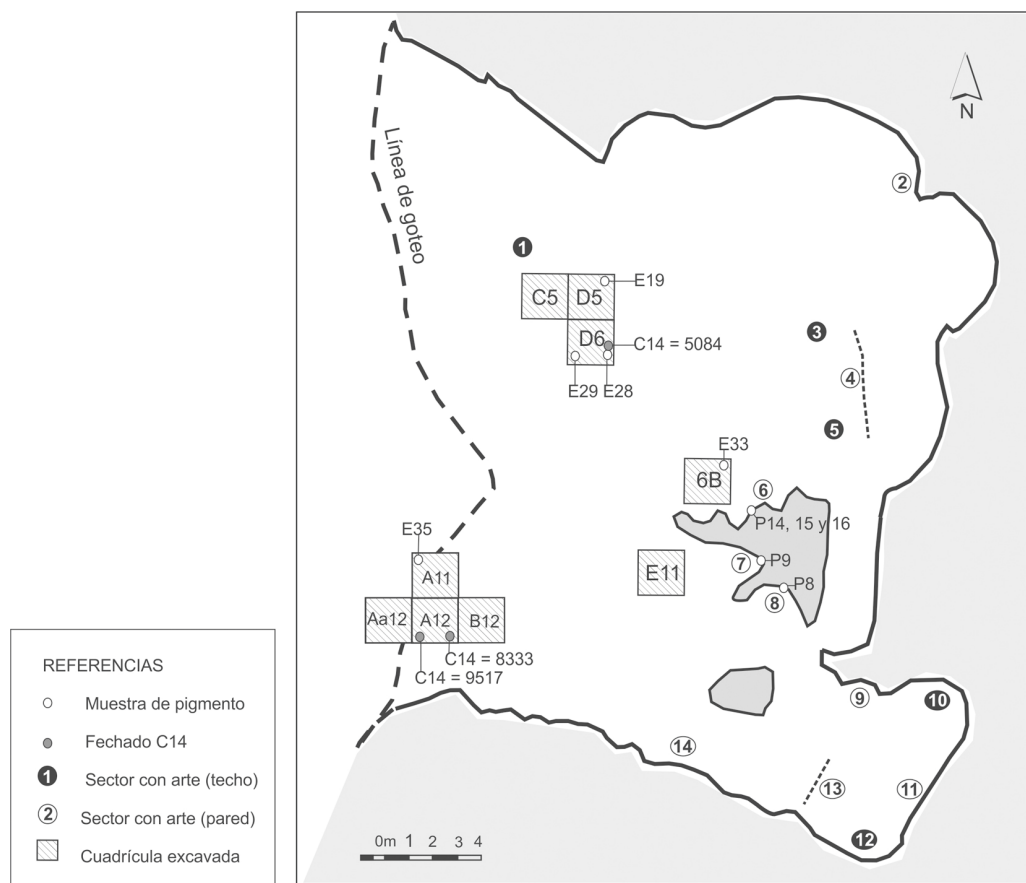 N
Línea de goteo
2
1
C5
D5
E19
D6
C14 = 5084
E29
E28
3
4
5
E33
6B
6
P14, 15 y 16
E35
A11
E11
7
P9
8
P8
Aa12
A12
B12
C14 = 8333
C14 = 9517
9
10
14
13
11
12
0m 1 2 3 4
REFERENCIAS
Muestra de pigmento
Fechado C14
1 Sector con arte (techo)
2 Sector con arte (pared)
Cuadrícula excavada